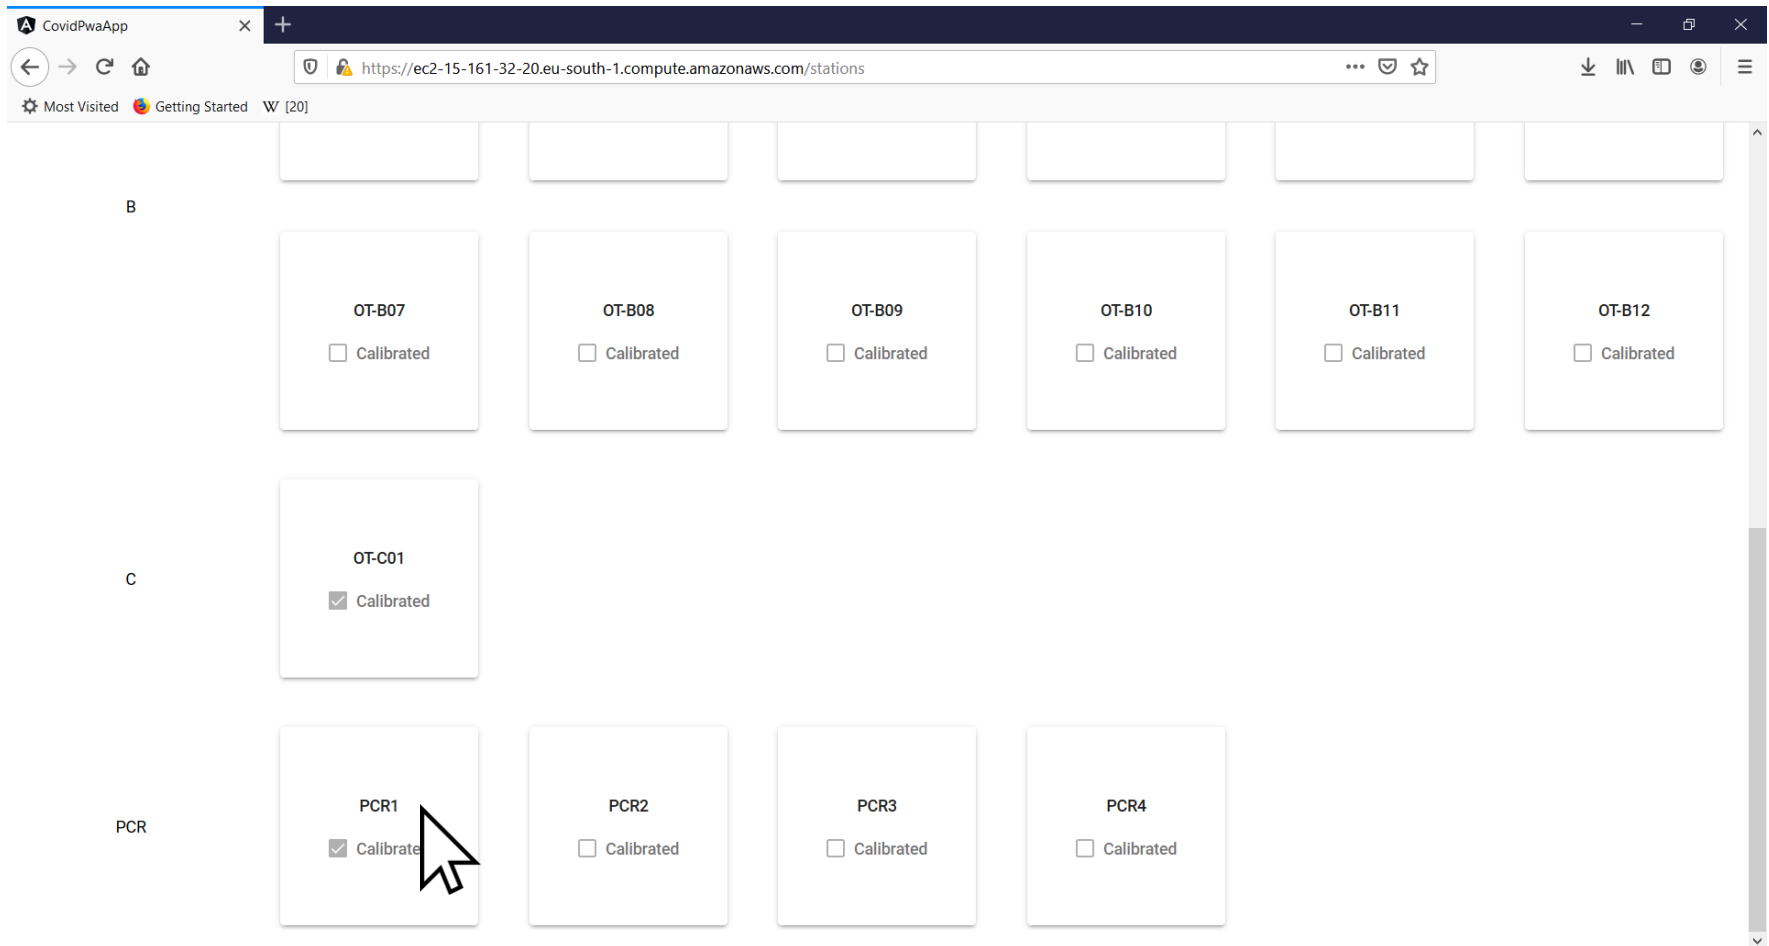 CovidPwaApp
https://ec2-15-161-32-20.eu-south-1.compute.amazonaws.com/stations
Most Visited Getting Started W [20]
B
OT-B07 OT-B08 OT-B09 OT-B10 OT-B11 OT-B12
Calibrated Calibrated Calibrated Calibrated Calibrated Calibrated
OT-C01
C
Calibrated
PCR1 PCR2 PCR3 PCR4
PCR
Calibrate Calibrated Calibrated Calibrated